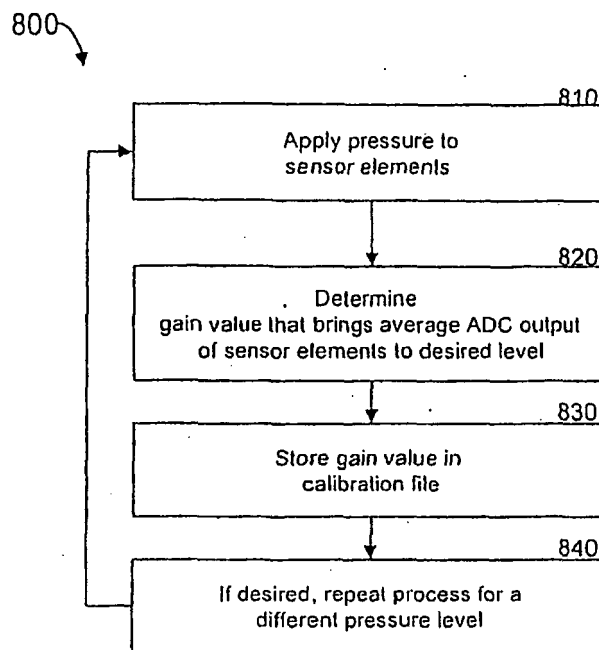 800
810
Apply pressure to
sensor elements
820
Determine
gain value that brings average ADC output
of sensor elements to desired level
830
Store gain value in
calibration file
840
If desired, repeat process for a
different pressure level